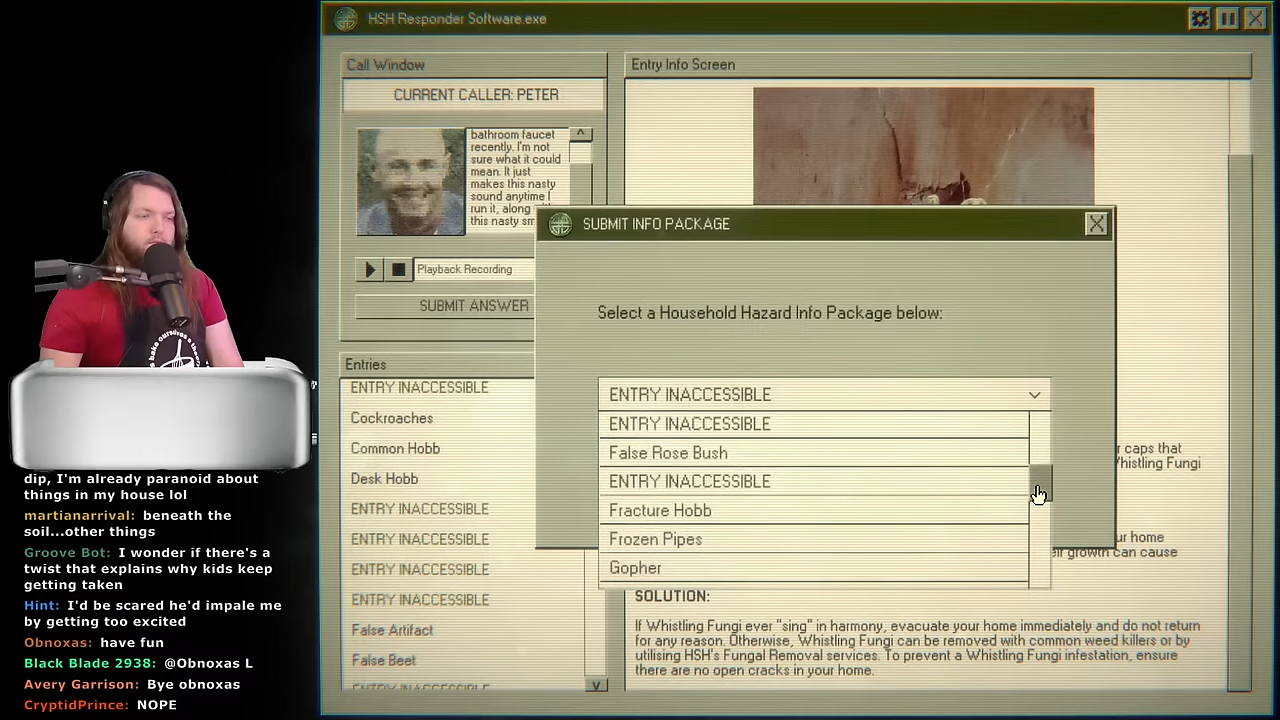 HSH Responder Software.exe
Call Window
CURRENT CALLER: PETER
bathroom faucet
recently. I'm not
sure what it could
mean. It just
makes this nasty
sound anytime I
run it, along
this nasty
Playback Recording
SUBMIT ANSWER
Entries
ENTRY INACCESSIBLE
Cockroaches
Common Hobb
Desk Hobb
ENTRY INACCESSIBLE
ENTRY INACCESSIBLE
ENTRY INACCESSIBLE
ENTRY INACCESSIBLE
False Artifact
False Beet
ENTRY INACCESSIBLE
Entry Info Screen
SUBMIT INFO PACKAGE
Select a Household Hazard Info Package below:
ENTRY INACCESSIBLE
ENTRY INACCESSIBLE
False Rose Bush
ENTRY INACCESSIBLE
Fracture Hobb
Frozen Pipes
Gopher
r caps that
Whistling Fungi
ur home
eir growth can cause
SOLUTION:
If Whistling Fungi ever "sing" in harmony, evacuate your home immediately and do not return
for any reason. Otherwise, Whistling Fungi can be removed with common weed killers or by
utilising HSH's Fungal Removal services. To prevent a Whistling Fungi infestation, ensure
there are no open cracks in your home.
dip, I'm already paranoid about
things in my house lol
martianarrival: beneath the
soil...other things
Groove Bot: I wonder if there's a
twist that explains why kids keep
getting taken
Hint: I'd be scared he'd impale me
by getting too excited
Obnoxas: have fun
Black Blade 2938: @Obnoxas L
Avery Garrison: Bye obnoxas
CryptidPrince: NOPE